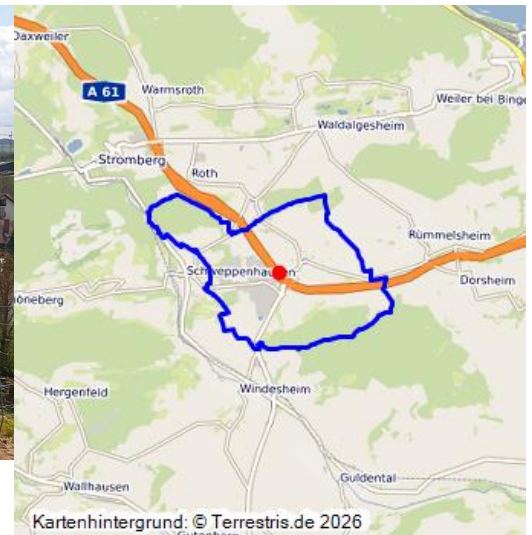 Daxweiler
A 61
Warmsroth
Weiler bei Binge
Waldalgesheim
Stromberg
Roth
Rümmelsheim
Schweppenhausen
Dorsheim
höneberg
Windesheim
Hergenfeld
Guldental
Wallhausen
Kartenhintergrund: © Terrestris.de 2026